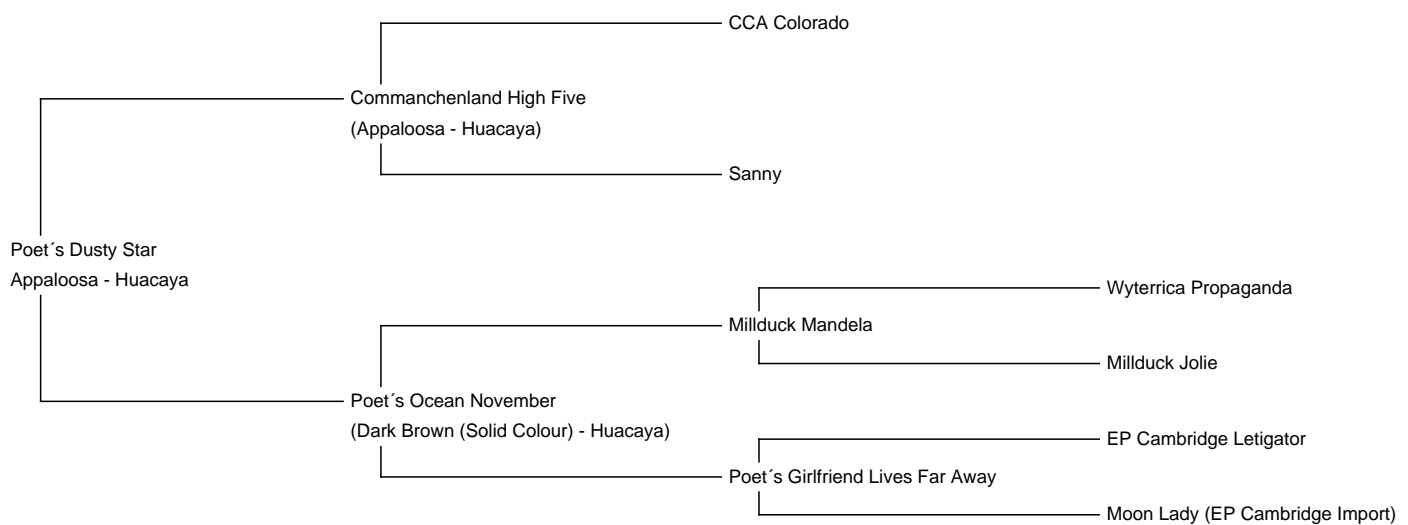 CCA Colorado
Commanchenland High Five
(Appaloosa - Huacaya)
Sanny
Poet´s Dusty Star
Appaloosa - Huacaya
Wyterrica Propaganda
Millduck Mandela
Millduck Jolie
Poet´s Ocean November
(Dark Brown (Solid Colour) - Huacaya)
EP Cambridge Letigator
Poet´s Girlfriend Lives Far Away
Moon Lady (EP Cambridge Import)